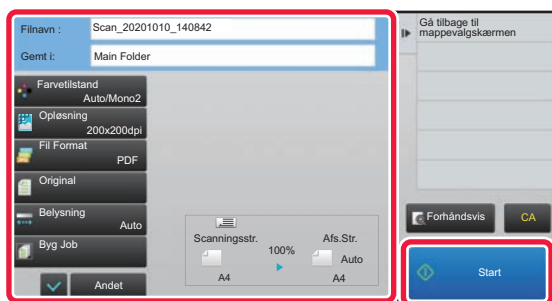 Filnavn : Scan_20201010_140842
Gemt i: Main Folder
Farvetilstand
Auto/Mono2
Opløsning
200x200dpi
Fil Format
PDF
Original
Belysning
Auto
Byg Job
Andet
Scanningsstr.
100%
Afs.Str.
Auto
A4
A4
Gå tilbage til
mappevalgskærmen
Forhåndsvis
CA
Start